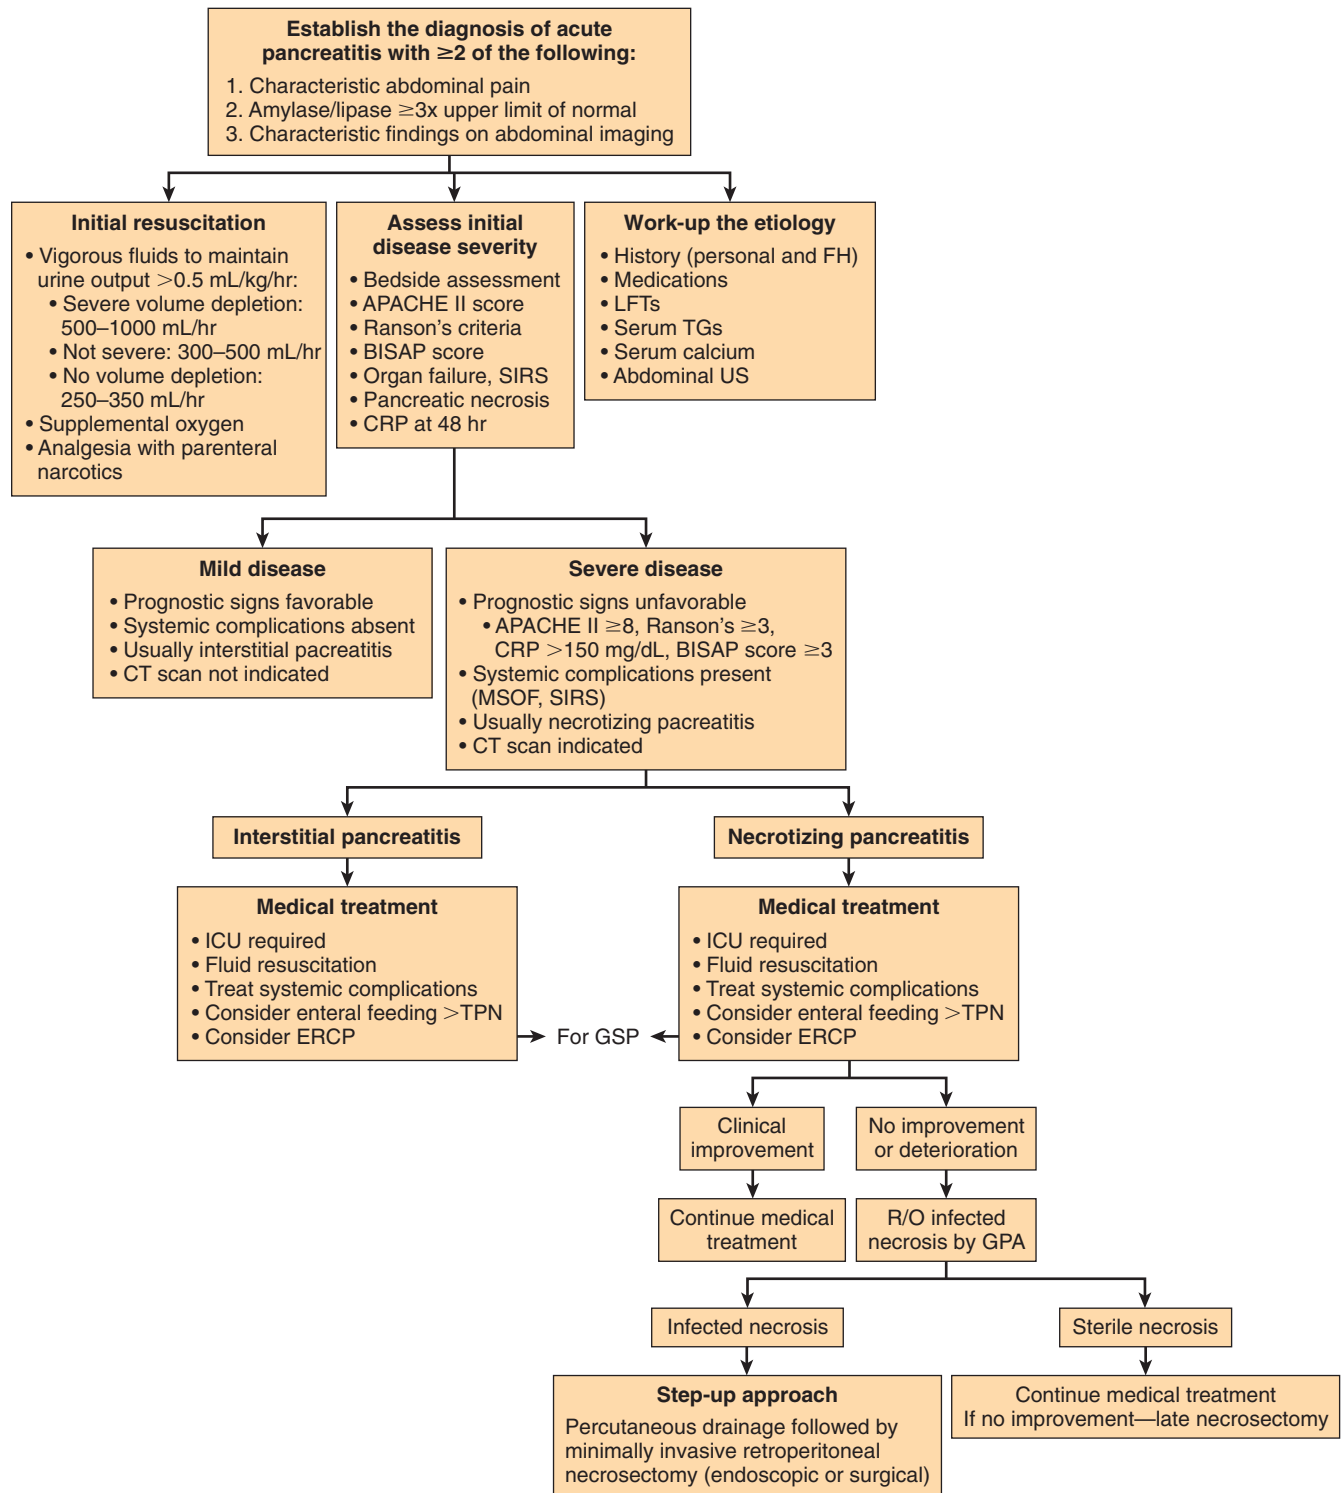 Establish the diagnosis of acute
pancreatitis with ≥2 of the following:
1. Characteristic abdominal pain
2. Amylase/lipase ≥3x upper limit of normal
3. Characteristic findings on abdominal imaging
Initial resuscitation
• Vigorous fluids to maintain
urine output >0.5 mL/kg/hr:
• Severe volume depletion:
500–1000 mL/hr
• Not severe: 300–500 mL/hr
• No volume depletion:
250–350 mL/hr
• Supplemental oxygen
• Analgesia with parenteral
narcotics
Assess initial
disease severity
• Bedside assessment
• APACHE II score
• Ranson's criteria
• BISAP score
• Organ failure, SIRS
• Pancreatic necrosis
• CRP at 48 hr
Work-up the etiology
• History (personal and FH)
• Medications
• LFTs
• Serum TGs
• Serum calcium
• Abdominal US
Mild disease
• Prognostic signs favorable
• Systemic complications absent
• Usually interstitial pacreatitis
• CT scan not indicated
Severe disease
• Prognostic signs unfavorable
• APACHE II ≥8, Ranson's ≥3,
CRP >150 mg/dL, BISAP score ≥3
• Systemic complications present
(MSOF, SIRS)
• Usually necrotizing pacreatitis
• CT scan indicated
Interstitial pancreatitis
Necrotizing pancreatitis
Medical treatment
• ICU required
• Fluid resuscitation
• Treat systemic complications
• Consider enteral feeding >TPN
• Consider ERCP
For GSP
Medical treatment
• ICU required
• Fluid resuscitation
• Treat systemic complications
• Consider enteral feeding >TPN
• Consider ERCP
Clinical
improvement
No improvement
or deterioration
Continue medical
treatment
R/O infected
necrosis by GPA
Infected necrosis
Sterile necrosis
Step-up approach
Percutaneous drainage followed by
minimally invasive retroperitoneal
necrosectomy (endoscopic or surgical)
Continue medical treatment
If no improvement—late necrosectomy